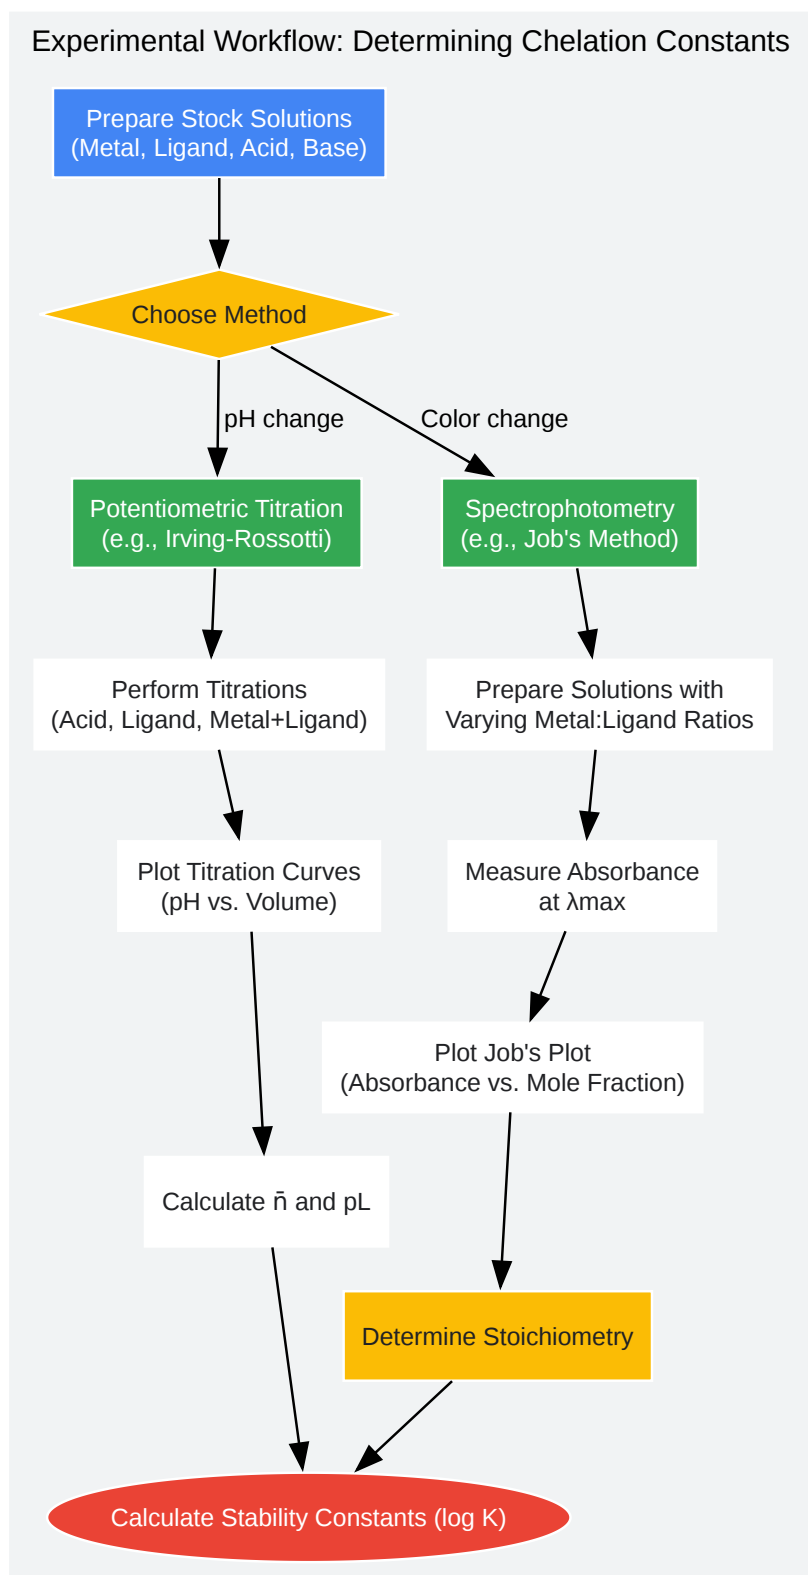 Experimental Workflow: Determining Chelation Constants
Prepare Stock Solutions
(Metal, Ligand, Acid, Base)
Choose Method
pH change
Color change
Potentiometric Titration
(e.g., Irving-Rossotti)
Spectrophotometry
(e.g., Job's Method)
Perform Titrations
(Acid, Ligand, Metal+Ligand)
Prepare Solutions with
Varying Metal:Ligand Ratios
Plot Titration Curves
(pH vs. Volume)
Measure Absorbance
at λmax
Plot Job's Plot
(Absorbance vs. Mole Fraction)
Calculate n̄ and pL
Determine Stoichiometry
Calculate Stability Constants (log K)